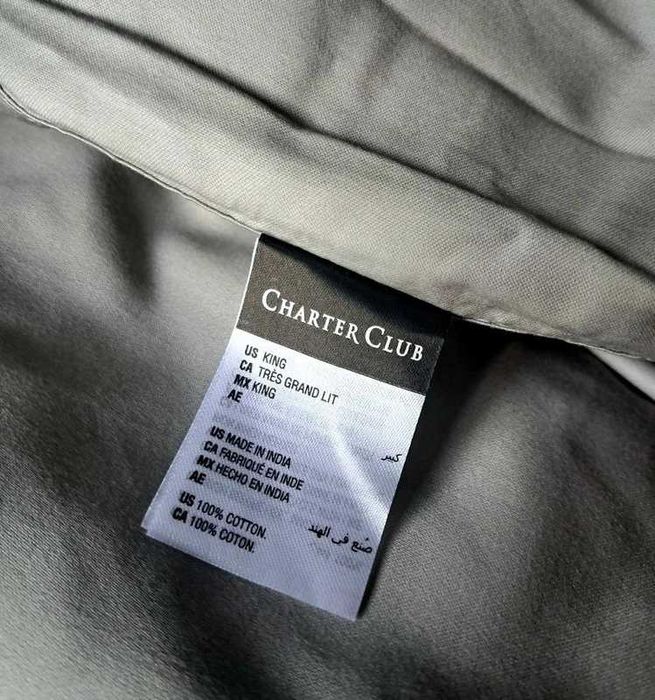 CHARTER CLUB
US KING
CA TRÈS GRAND LIT
MX KING
AE كبير
US MADE IN INDIA
CA FABRIQUÉ EN INDE
MX HECHO EN INDIA
AE صُنع في الهند
US 100% COTTON.
CA 100% COTON.